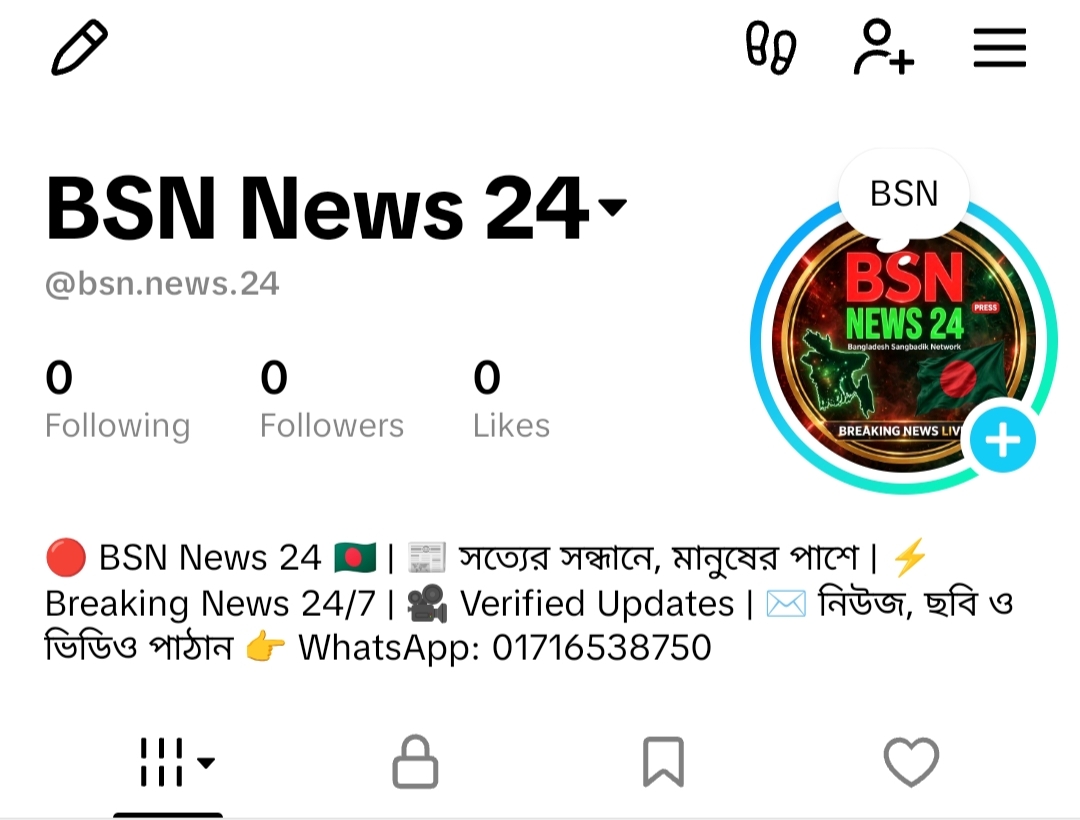 BSN News 24
@bsn.news.24
BSN
BSN
NEWS 24
PRESS
Bangladesh Sangbadik Network
BREAKING NEWS LIV
0 0 0
Following Followers Likes
🔴 BSN News 24 🇧🇩 | 📰 সত্যের সন্ধানে, মানুষের পাশে | ⚡
Breaking News 24/7 | 🎥 Verified Updates | ✉️ নিউজ, ছবি ও
ভিডিও পাঠান 👉 WhatsApp: 01716538750